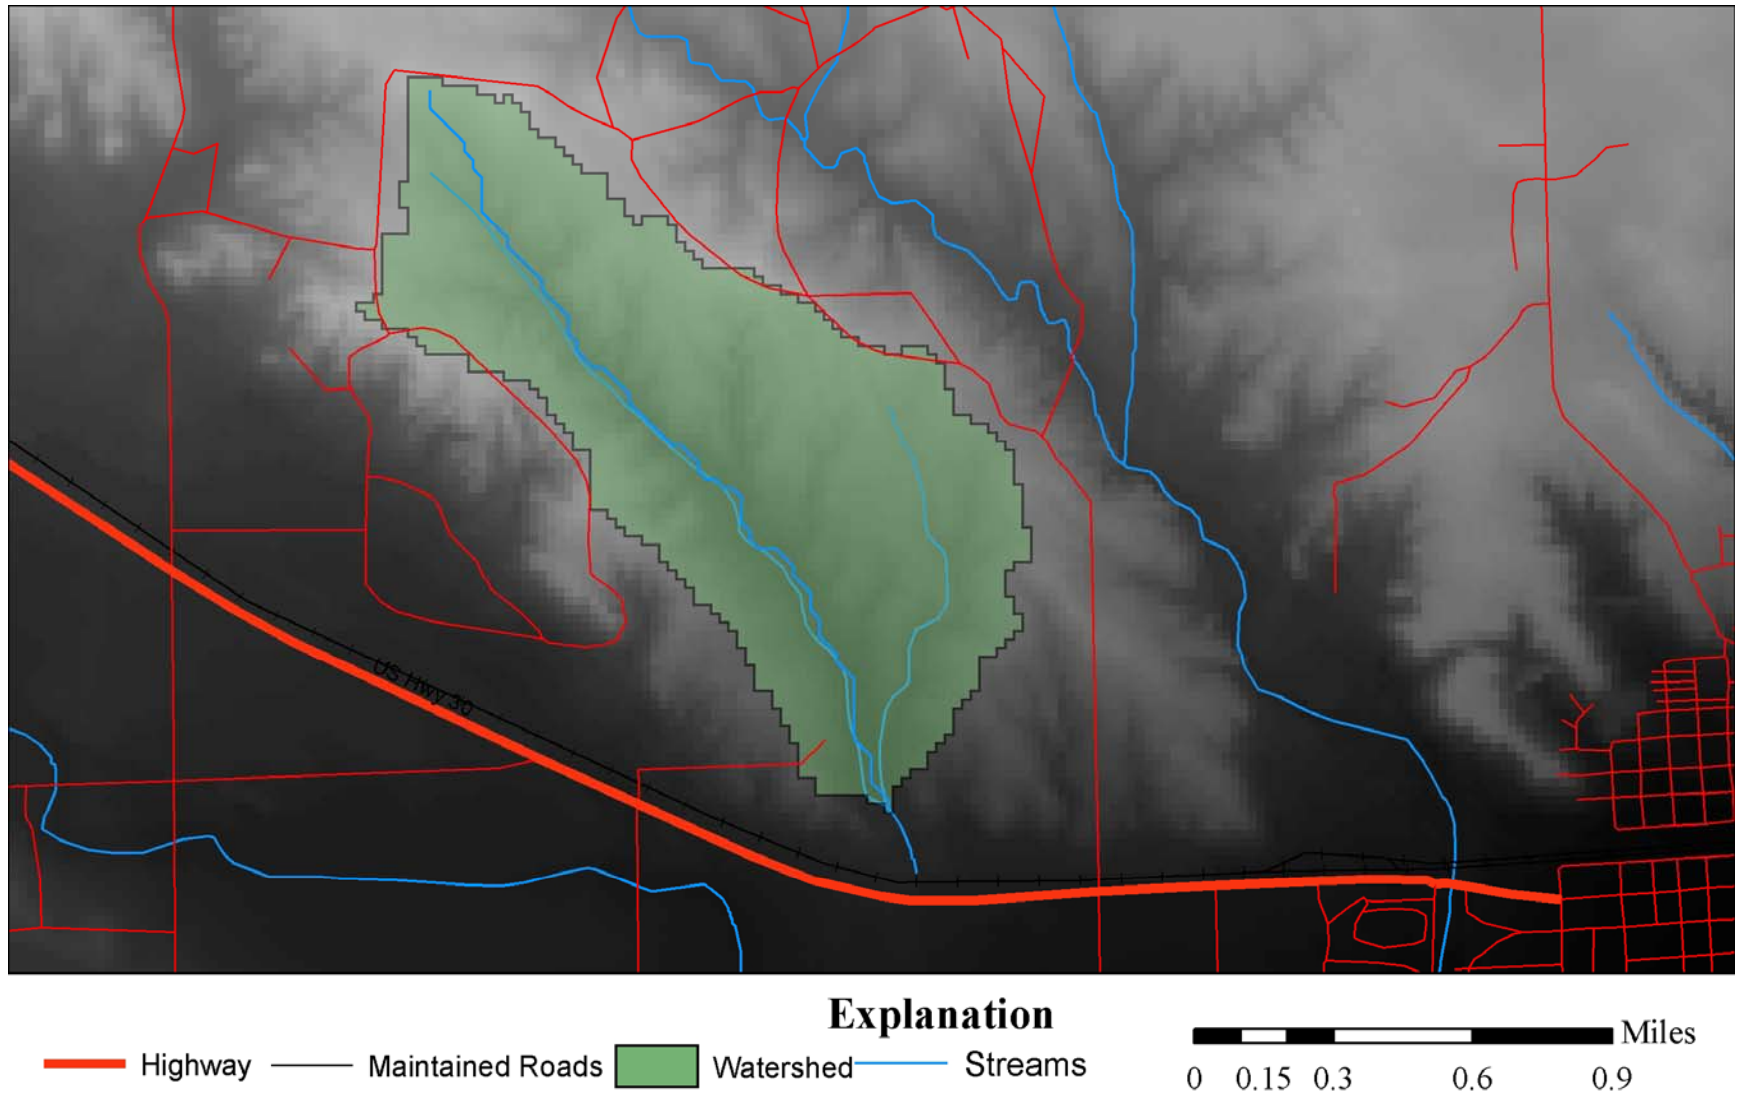 US Hwy 30
Explanation
Highway
Maintained Roads
Watershed
Streams
Miles
0 0.15 0.3 0.6 0.9